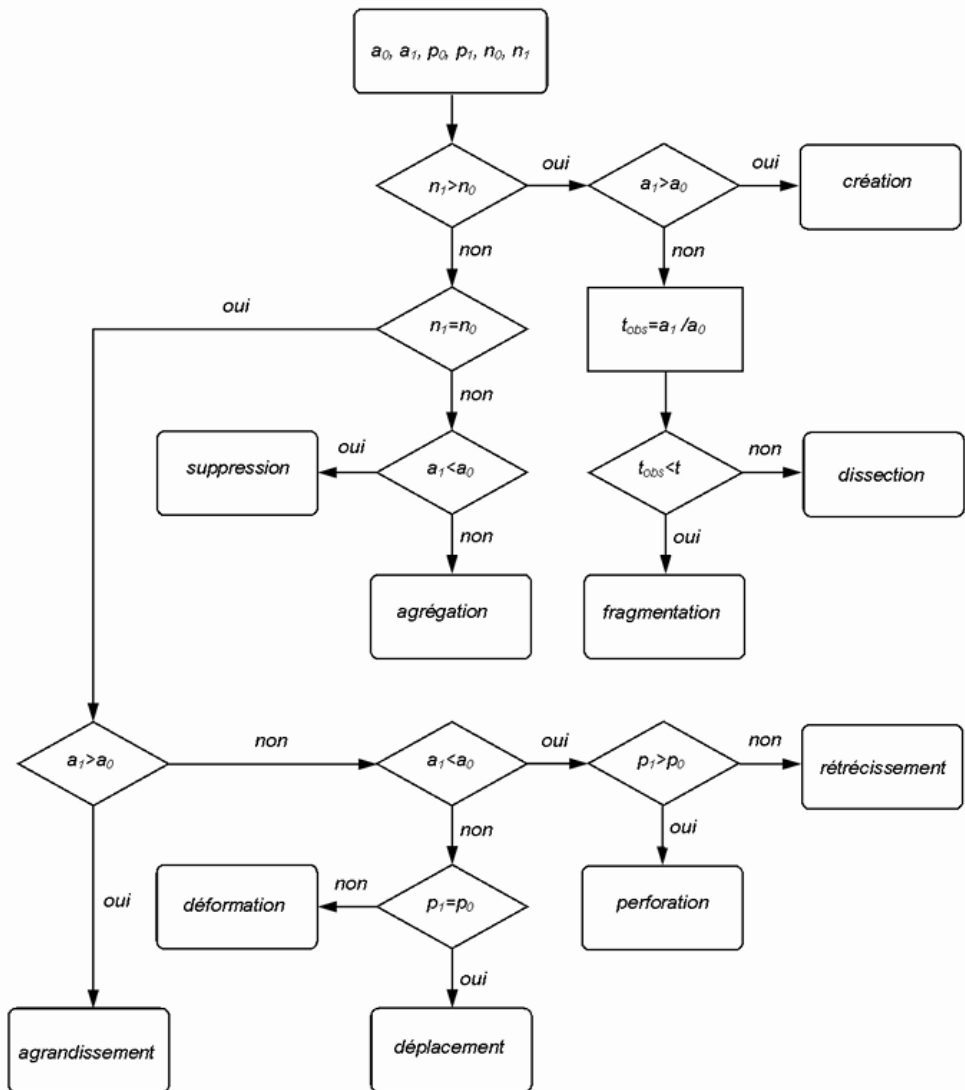 a₀, a₁, p₀, p₁, n₀, n₁
n₁>n₀
oui
a₁>a₀
oui
création
non
non
oui
n₁=n₀
t_obs=a₁/a₀
non
suppression
oui
a₁<a₀
t_obs<t
non
dissection
non
oui
agrégation
fragmentation
a₁>a₀
non
a₁<a₀
oui
p₁>p₀
non
rétrécissement
non
oui
oui
déformation
non
p₁=p₀
perforation
oui
agrandissement
déplacement